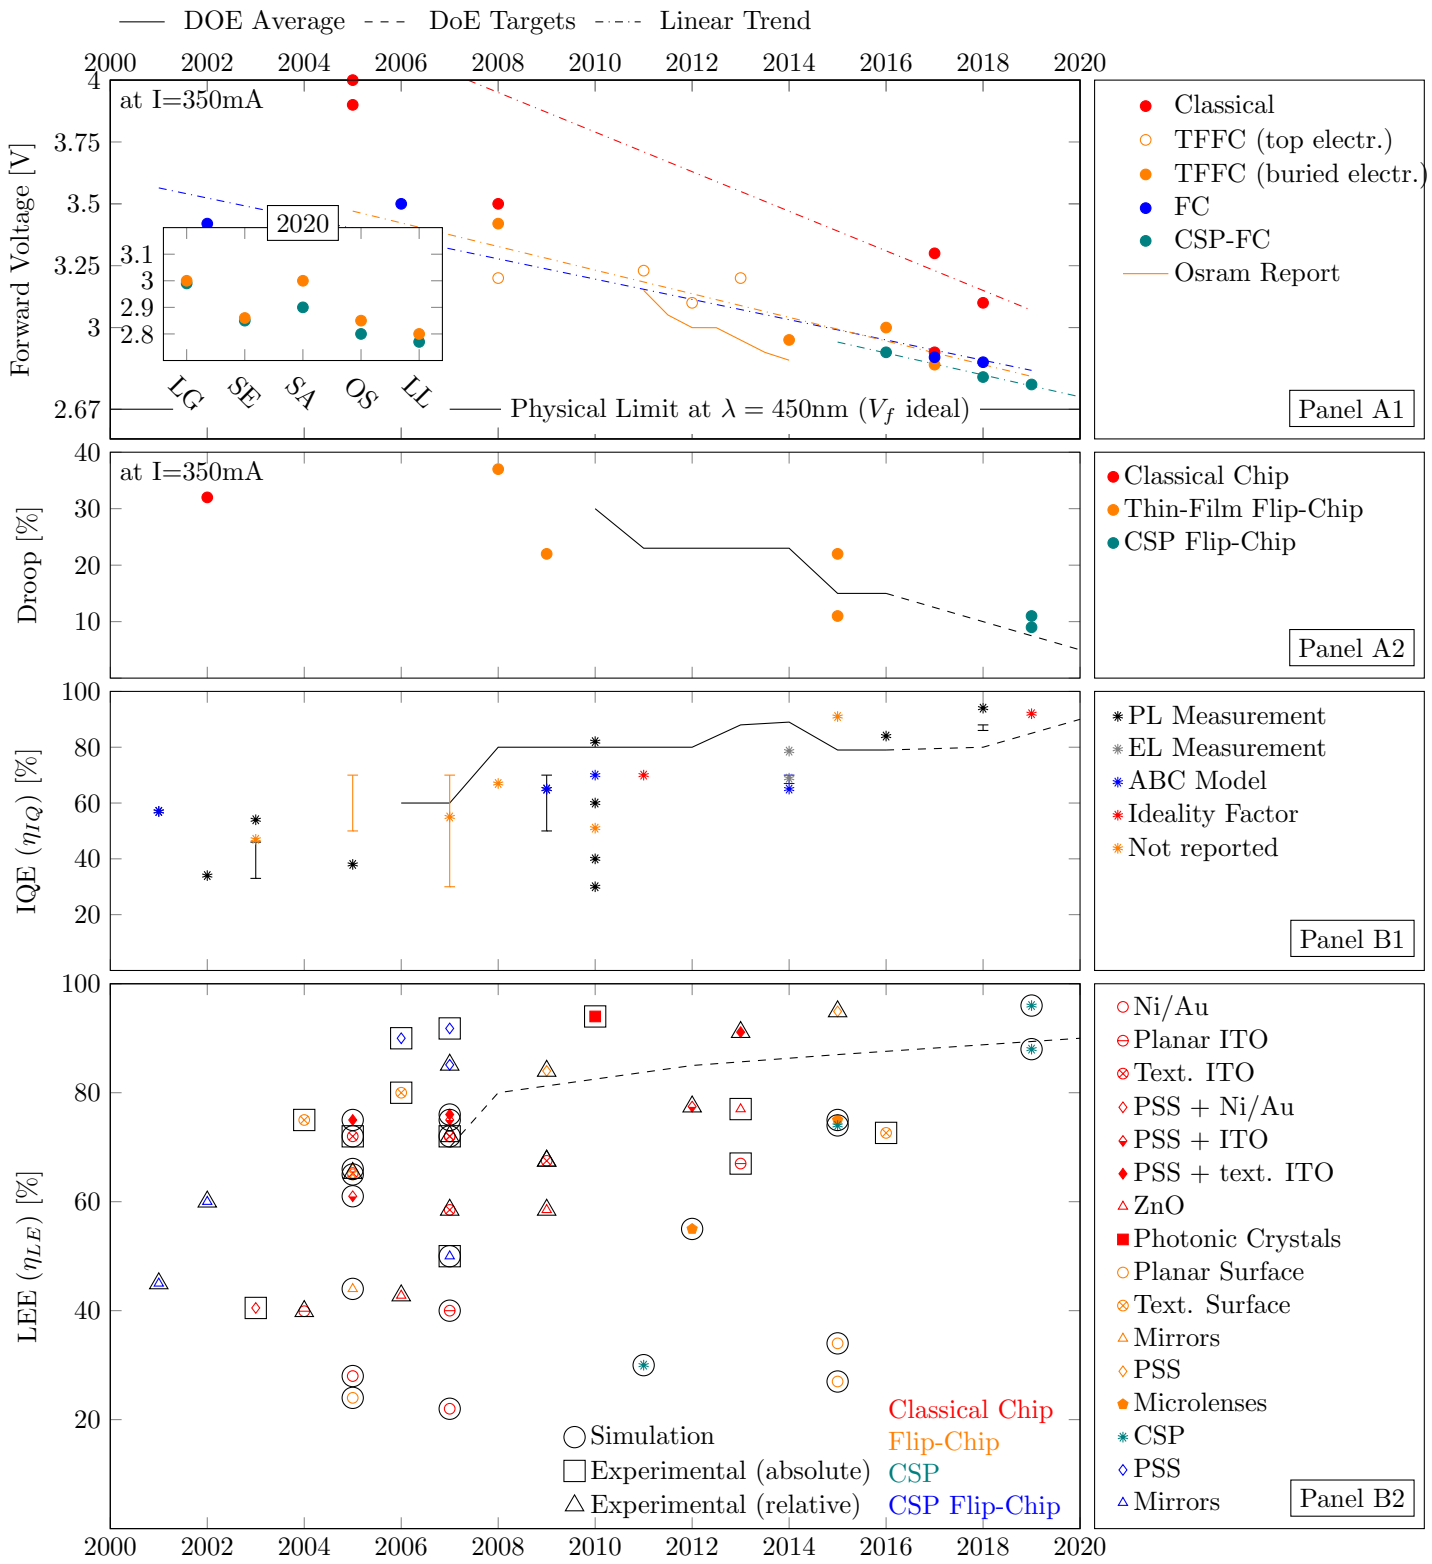 DOE Average DoE Targets Linear Trend
2000 2002 2004 2006 2008 2010 2012 2014 2016 2018 2020
at I=350mA
Forward Voltage [V]
4
3.75
3.5
3.25
3
2.67
2020
3.1
3
2.9
2.8
LG SE SA OS LL
Physical Limit at λ = 450nm (V_f ideal)
Classical
TFFC (top electr.)
TFFC (buried electr.)
FC
CSP-FC
Osram Report
Panel A1
at I=350mA
Droop [%]
40
30
20
10
Classical Chip
Thin-Film Flip-Chip
CSP Flip-Chip
Panel A2
IQE (η_IQ) [%]
100
80
60
40
20
PL Measurement
EL Measurement
ABC Model
Ideality Factor
Not reported
Panel B1
LEE (η_LE) [%]
100
80
60
40
20
Simulation
Experimental (absolute)
Experimental (relative)
Classical Chip
Flip-Chip
CSP
CSP Flip-Chip
Ni/Au
Planar ITO
Text. ITO
PSS + Ni/Au
PSS + ITO
PSS + text. ITO
ZnO
Photonic Crystals
Planar Surface
Text. Surface
Mirrors
PSS
Microlenses
CSP
PSS
Mirrors
Panel B2
2000 2002 2004 2006 2008 2010 2012 2014 2016 2018 2020